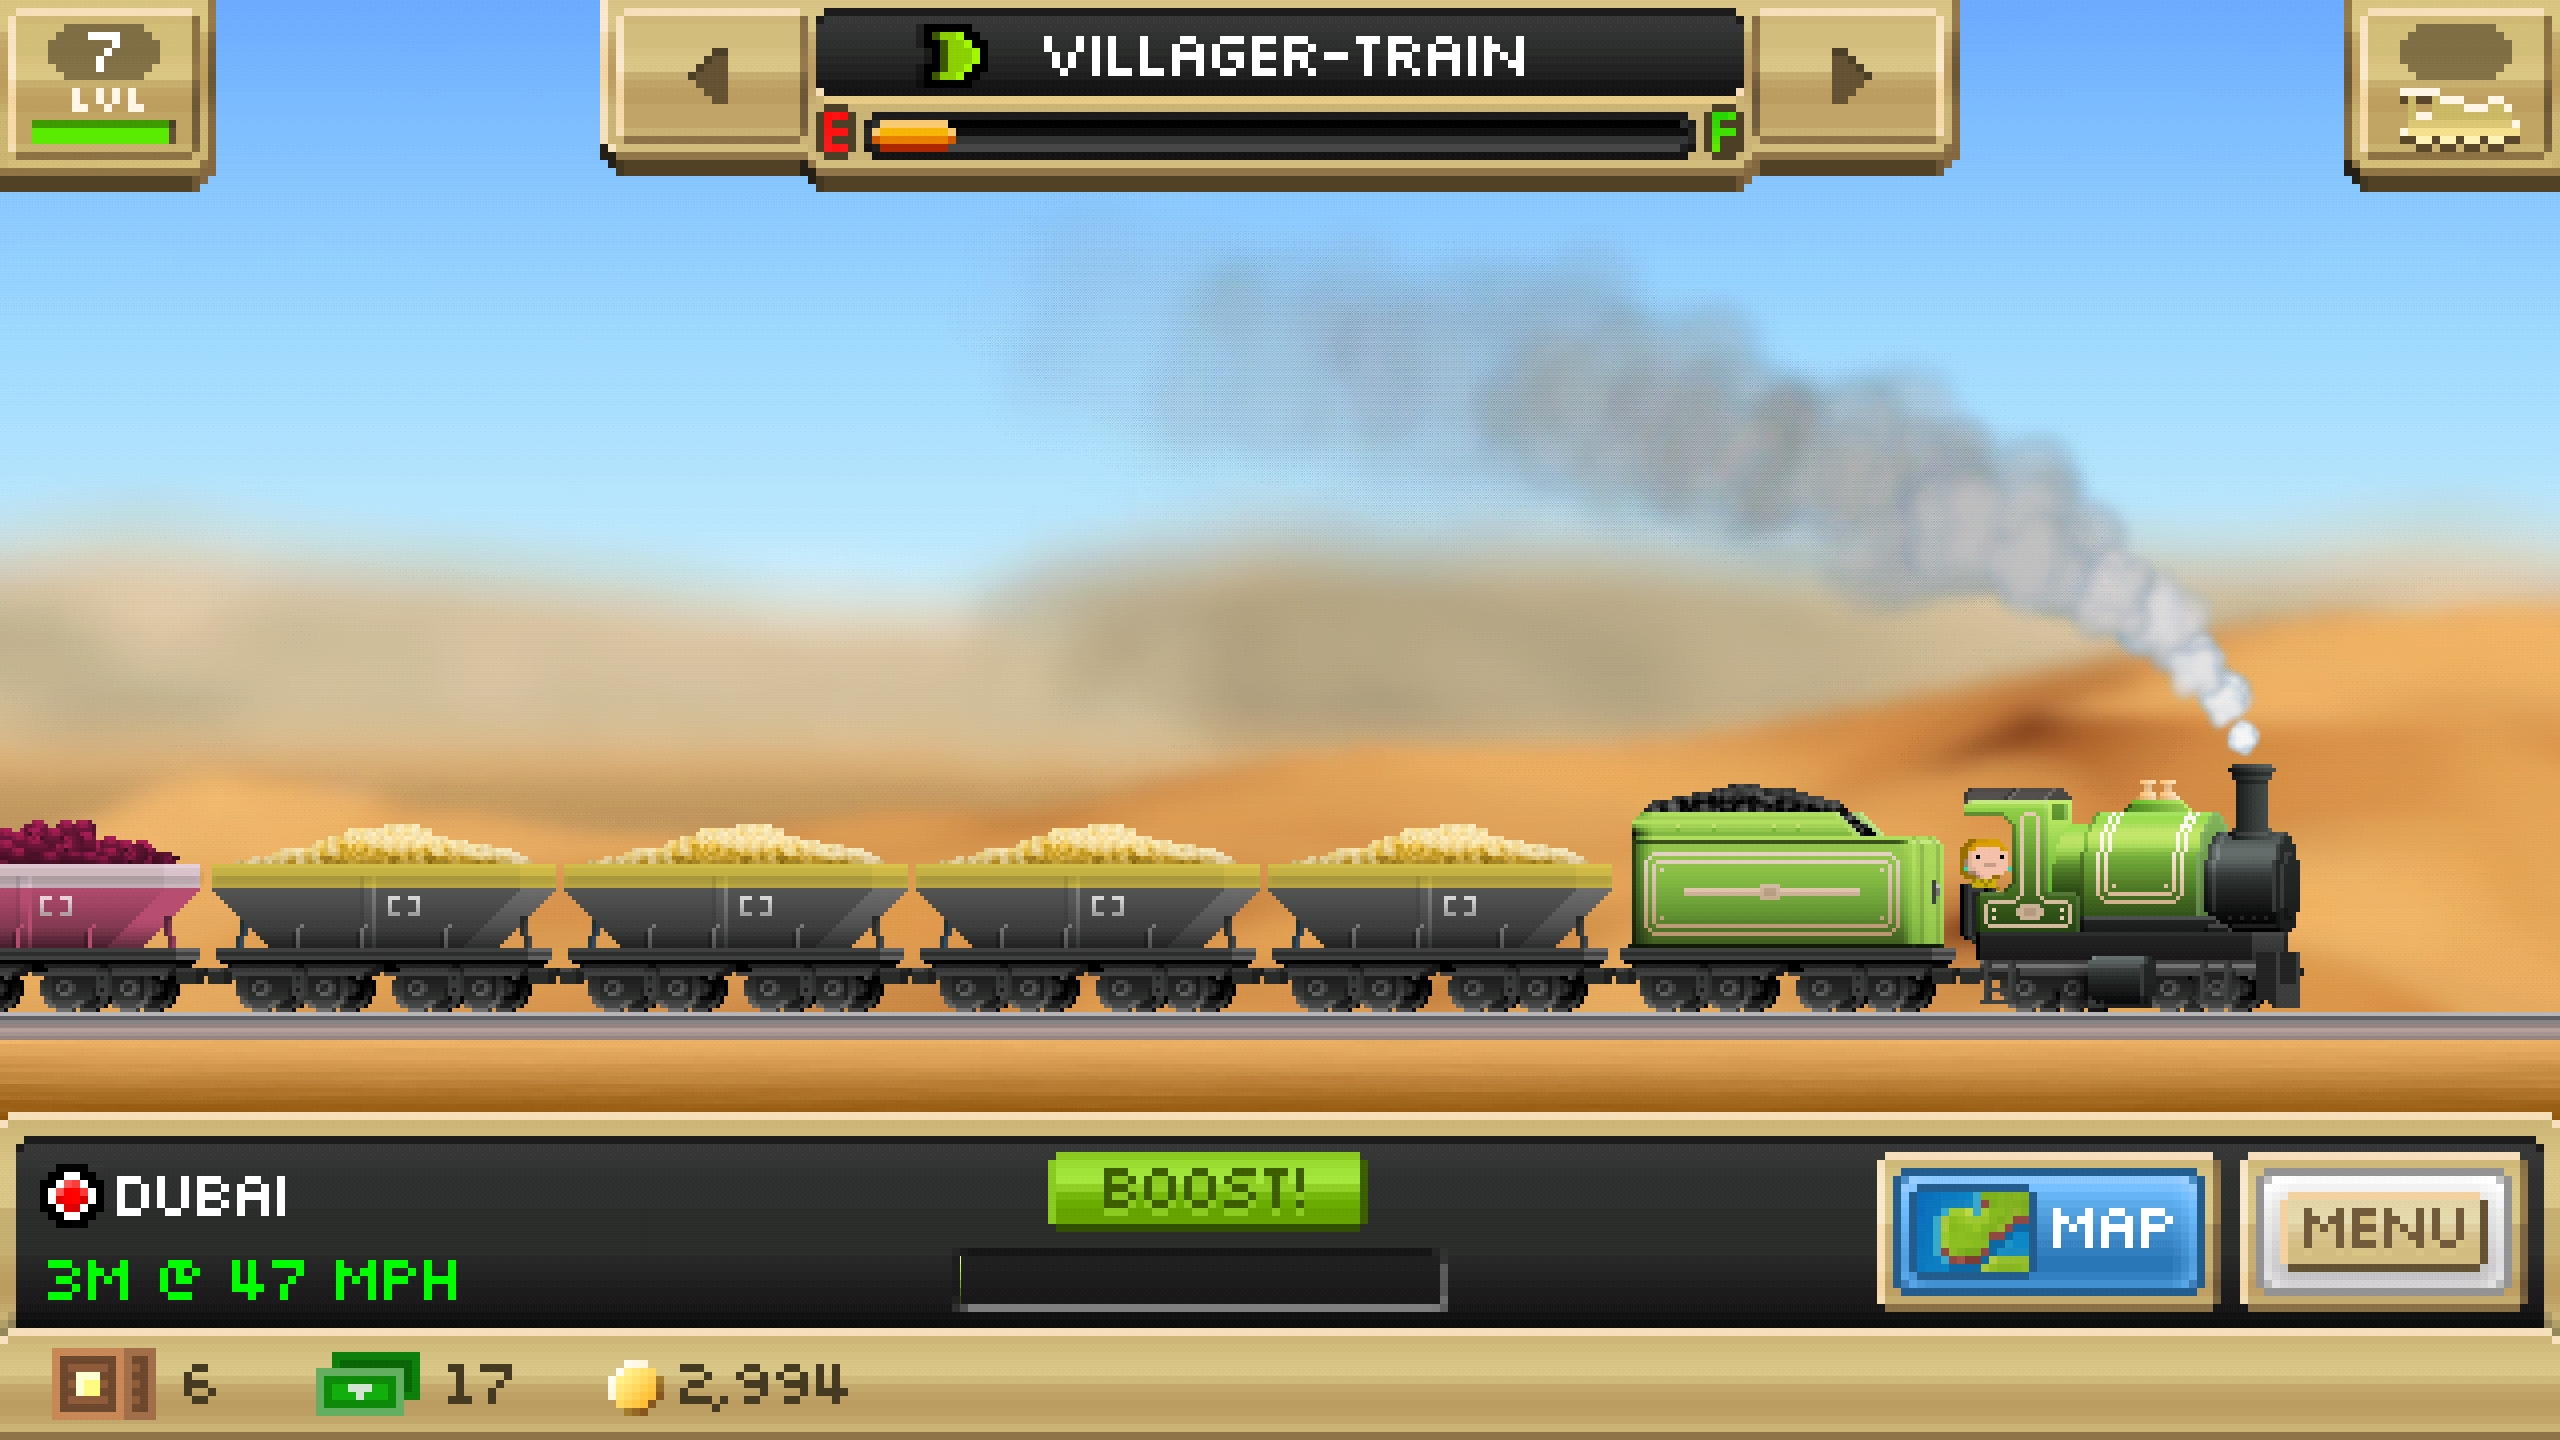 7
LVL
VILLAGER-TRAIN
E F
DUBAI
3M @ 47 MPH
BOOST!
MAP
MENU
6
17
2,994